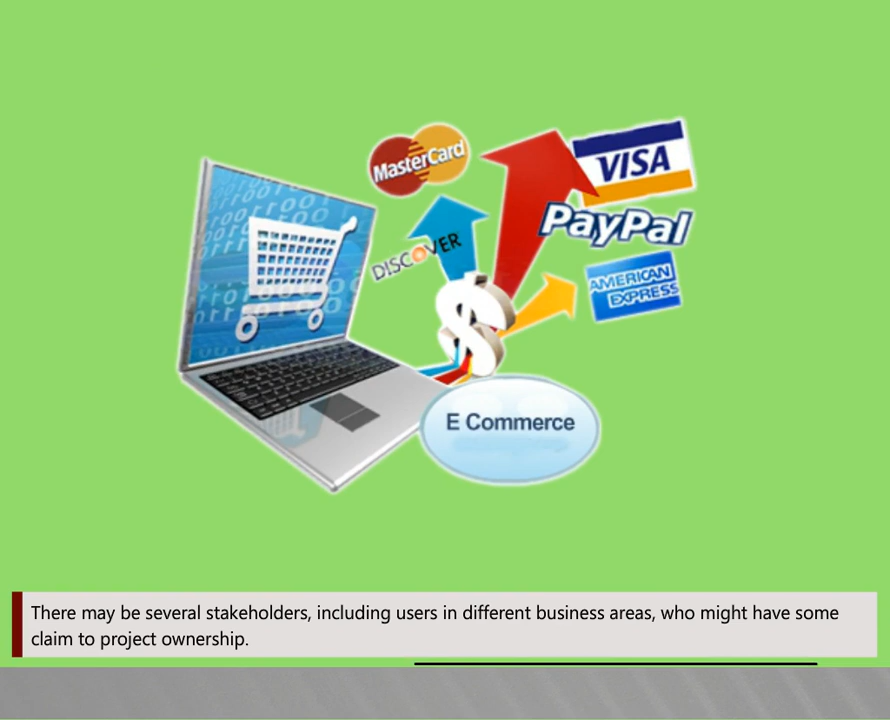 MasterCard
VISA
PayPal
DISCOVER
AMERICAN
EXPRESS
E Commerce
There may be several stakeholders, including users in different business areas, who might have some
claim to project ownership.